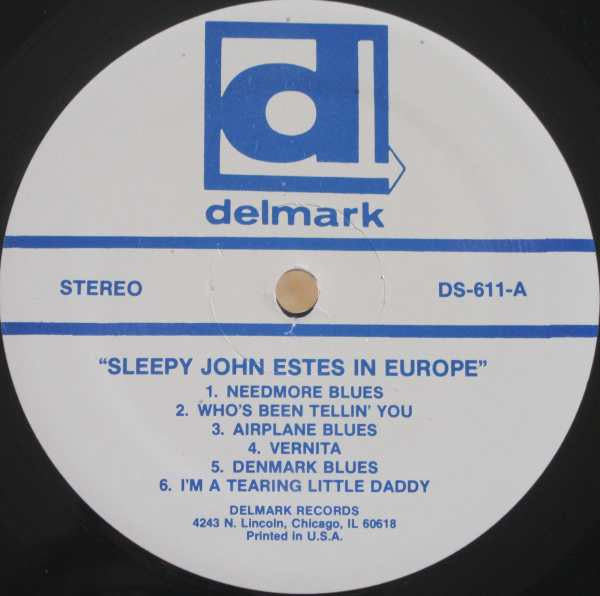 d
delmark
STEREO
DS-611-A
“SLEEPY JOHN ESTES IN EUROPE”
1. NEEDMORE BLUES
2. WHO'S BEEN TELLIN' YOU
3. AIRPLANE BLUES
4. VERNITA
5. DENMARK BLUES
6. I'M A TEARING LITTLE DADDY
DELMARK RECORDS
4243 N. Lincoln, Chicago, IL 60618
Printed in U.S.A.